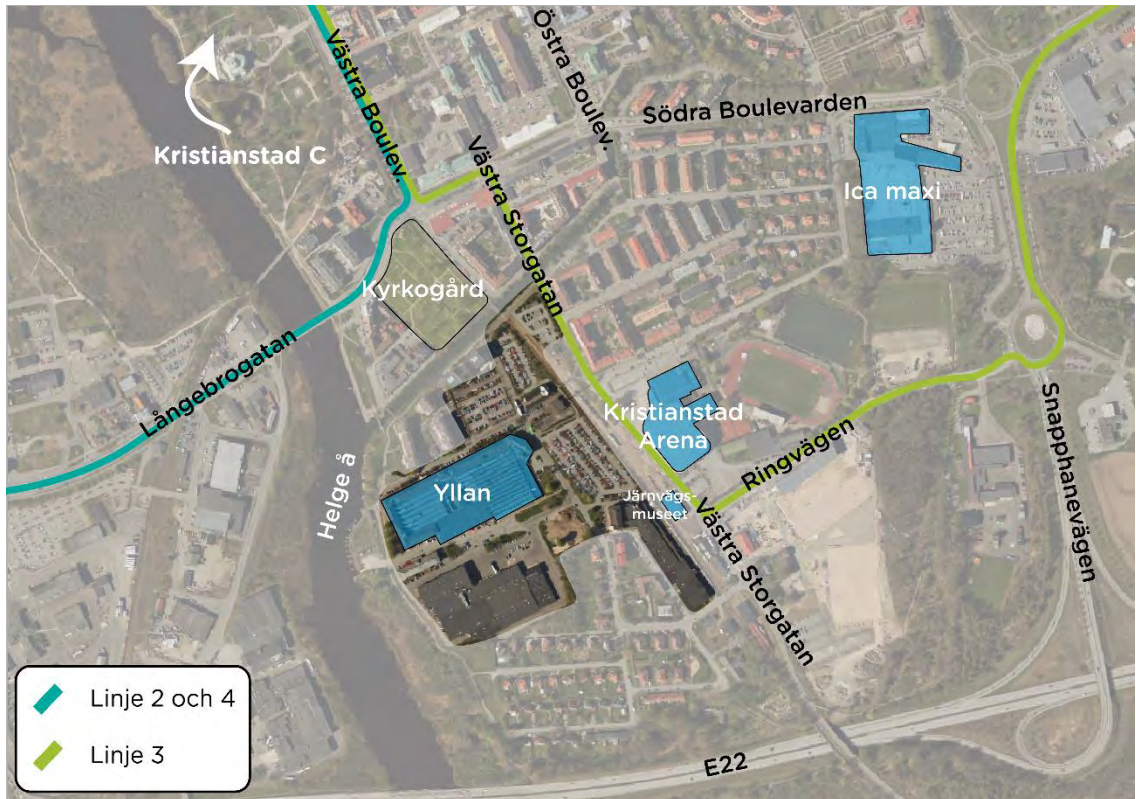 Västra Boulev.
Östra Boulev.
Södra Boulevarden
Kristianstad C
Västra Storgatan
Ica maxi
Kyrkogård
Långebrogatan
Kristianstad
Arena
Ringvägen
Snapphanevägen
Yllan
Helge å
Järnvägs-
museet
Västra Storgatan
E22
Linje 2 och 4
Linje 3